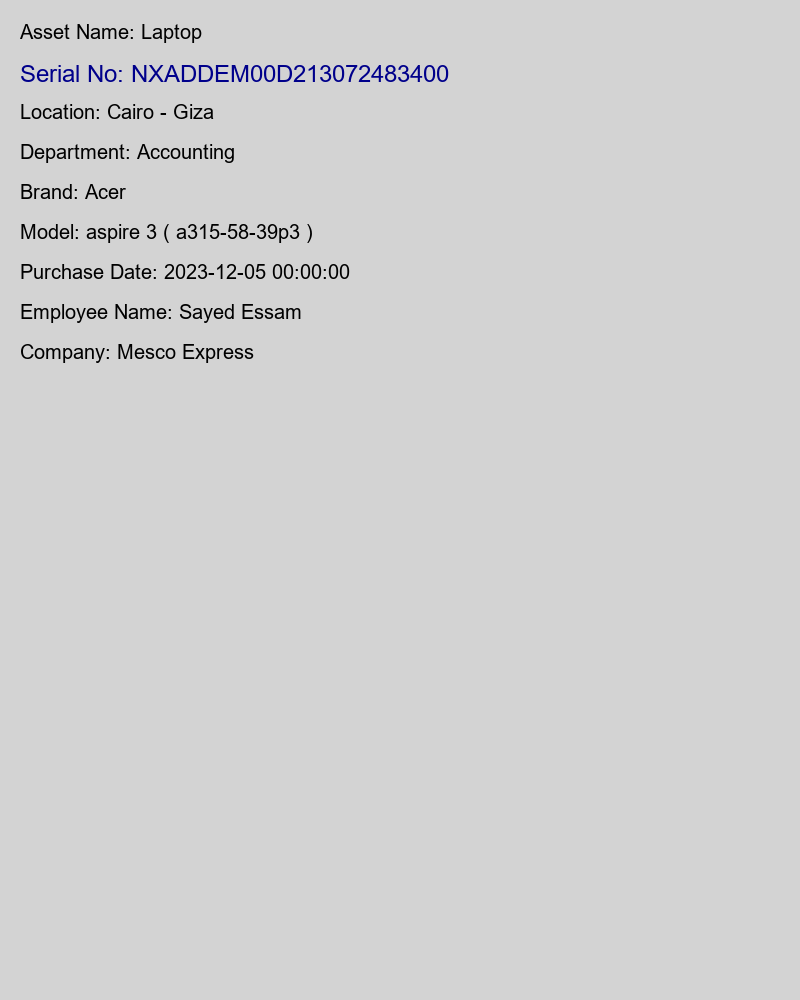 Asset Name: Laptop
Serial No: NXADDEM00D213072483400
Location: Cairo - Giza
Department: Accounting
Brand: Acer
Model: aspire 3 ( a315-58-39p3 )
Purchase Date: 2023-12-05 00:00:00
Employee Name: Sayed Essam
Company: Mesco Express